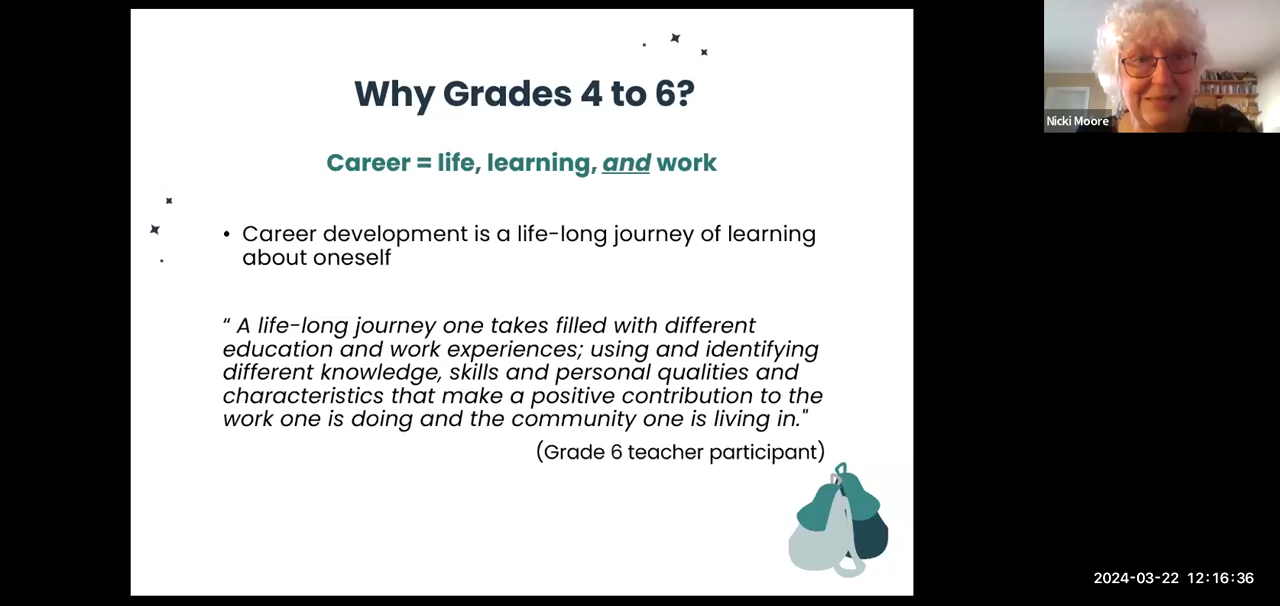 Why Grades 4 to 6?
Career = life, learning, and work
• Career development is a life-long journey of learning
about oneself
“ A life-long journey one takes filled with different
education and work experiences; using and identifying
different knowledge, skills and personal qualities and
characteristics that make a positive contribution to the
work one is doing and the community one is living in."
(Grade 6 teacher participant)
Nicki Moore
2024-03-22 12:16:36